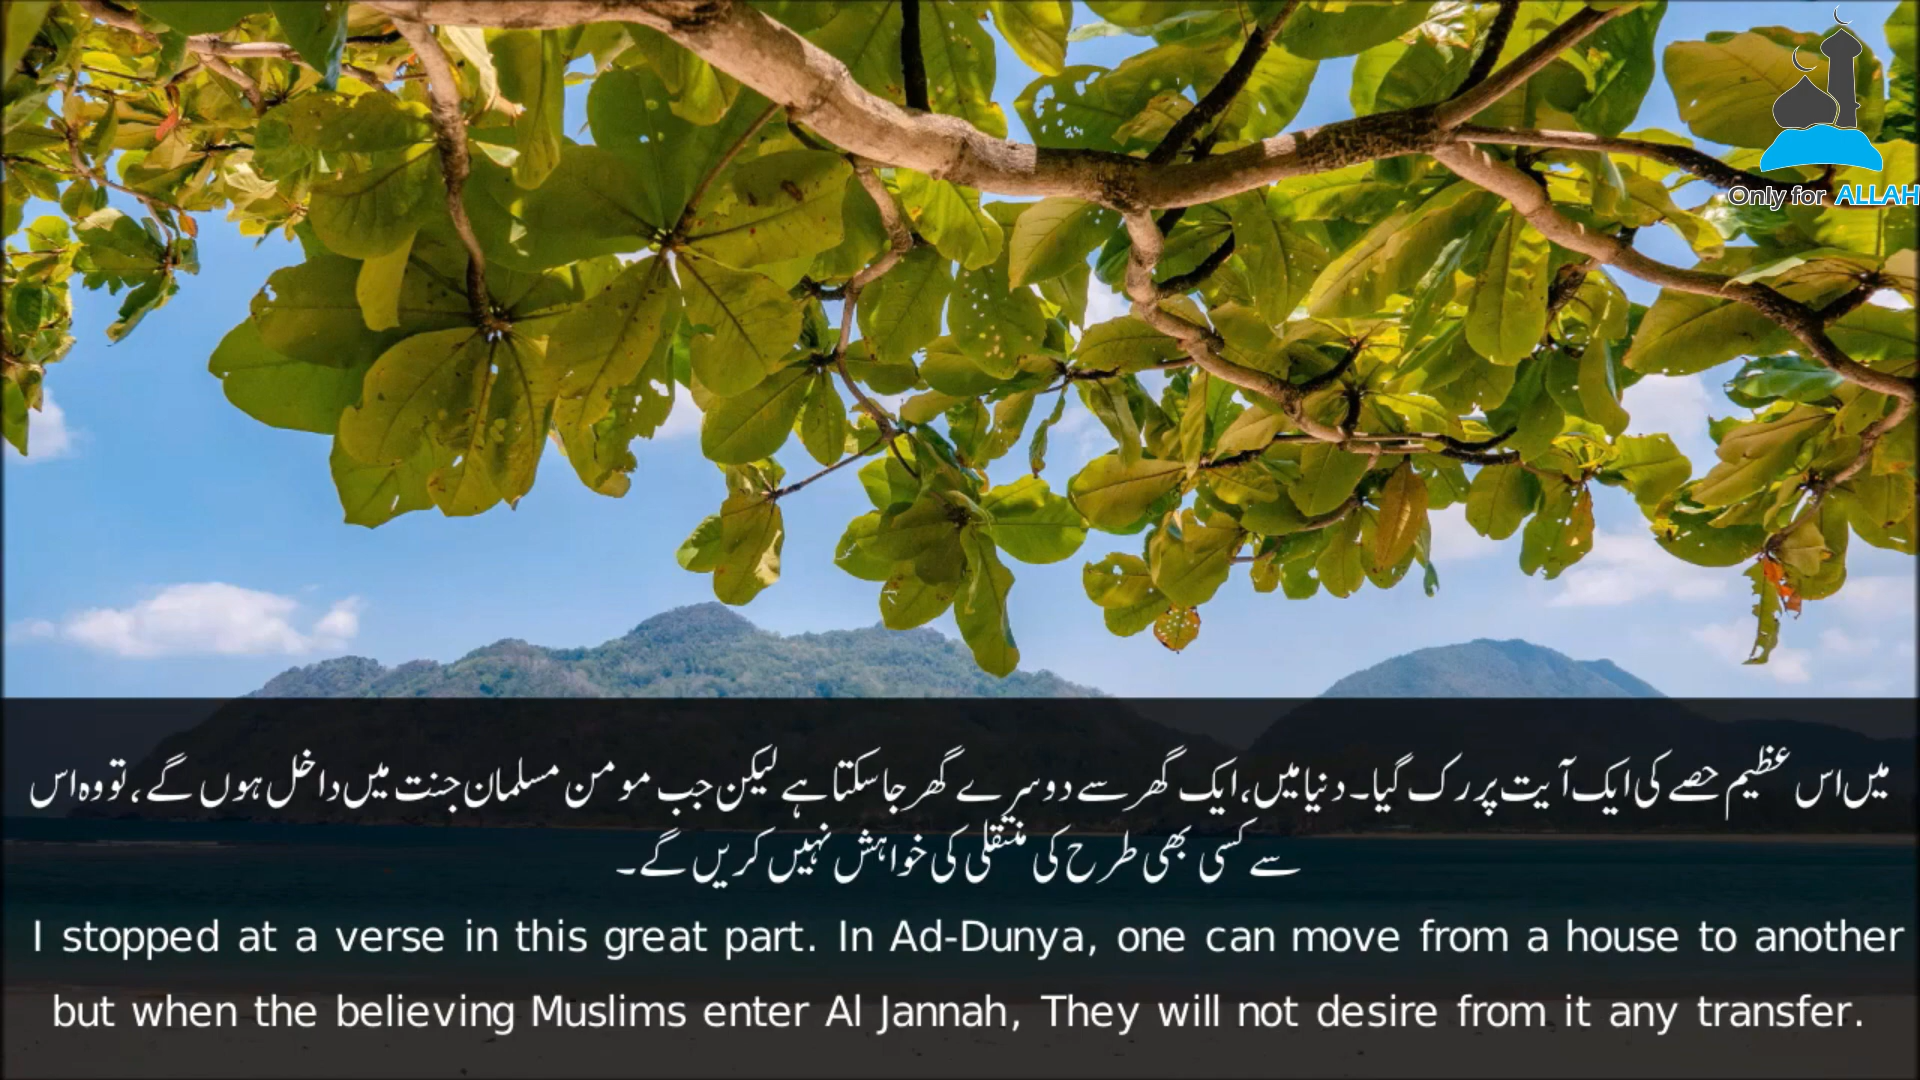 Only for ALLAH
میں اس عظیم حصے کی ایک آیت پر رک گیا۔ دنیا میں، ایک گھر سے دوسرے گھر جا سکتا ہے لیکن جب مومن مسلمان جنت میں داخل ہوں گے، تو وہ اس
سے کسی بھی طرح کی منتقلی کی خواہش نہیں کریں گے۔
I stopped at a verse in this great part. In Ad-Dunya, one can move from a house to another
but when the believing Muslims enter Al Jannah, They will not desire from it any transfer.